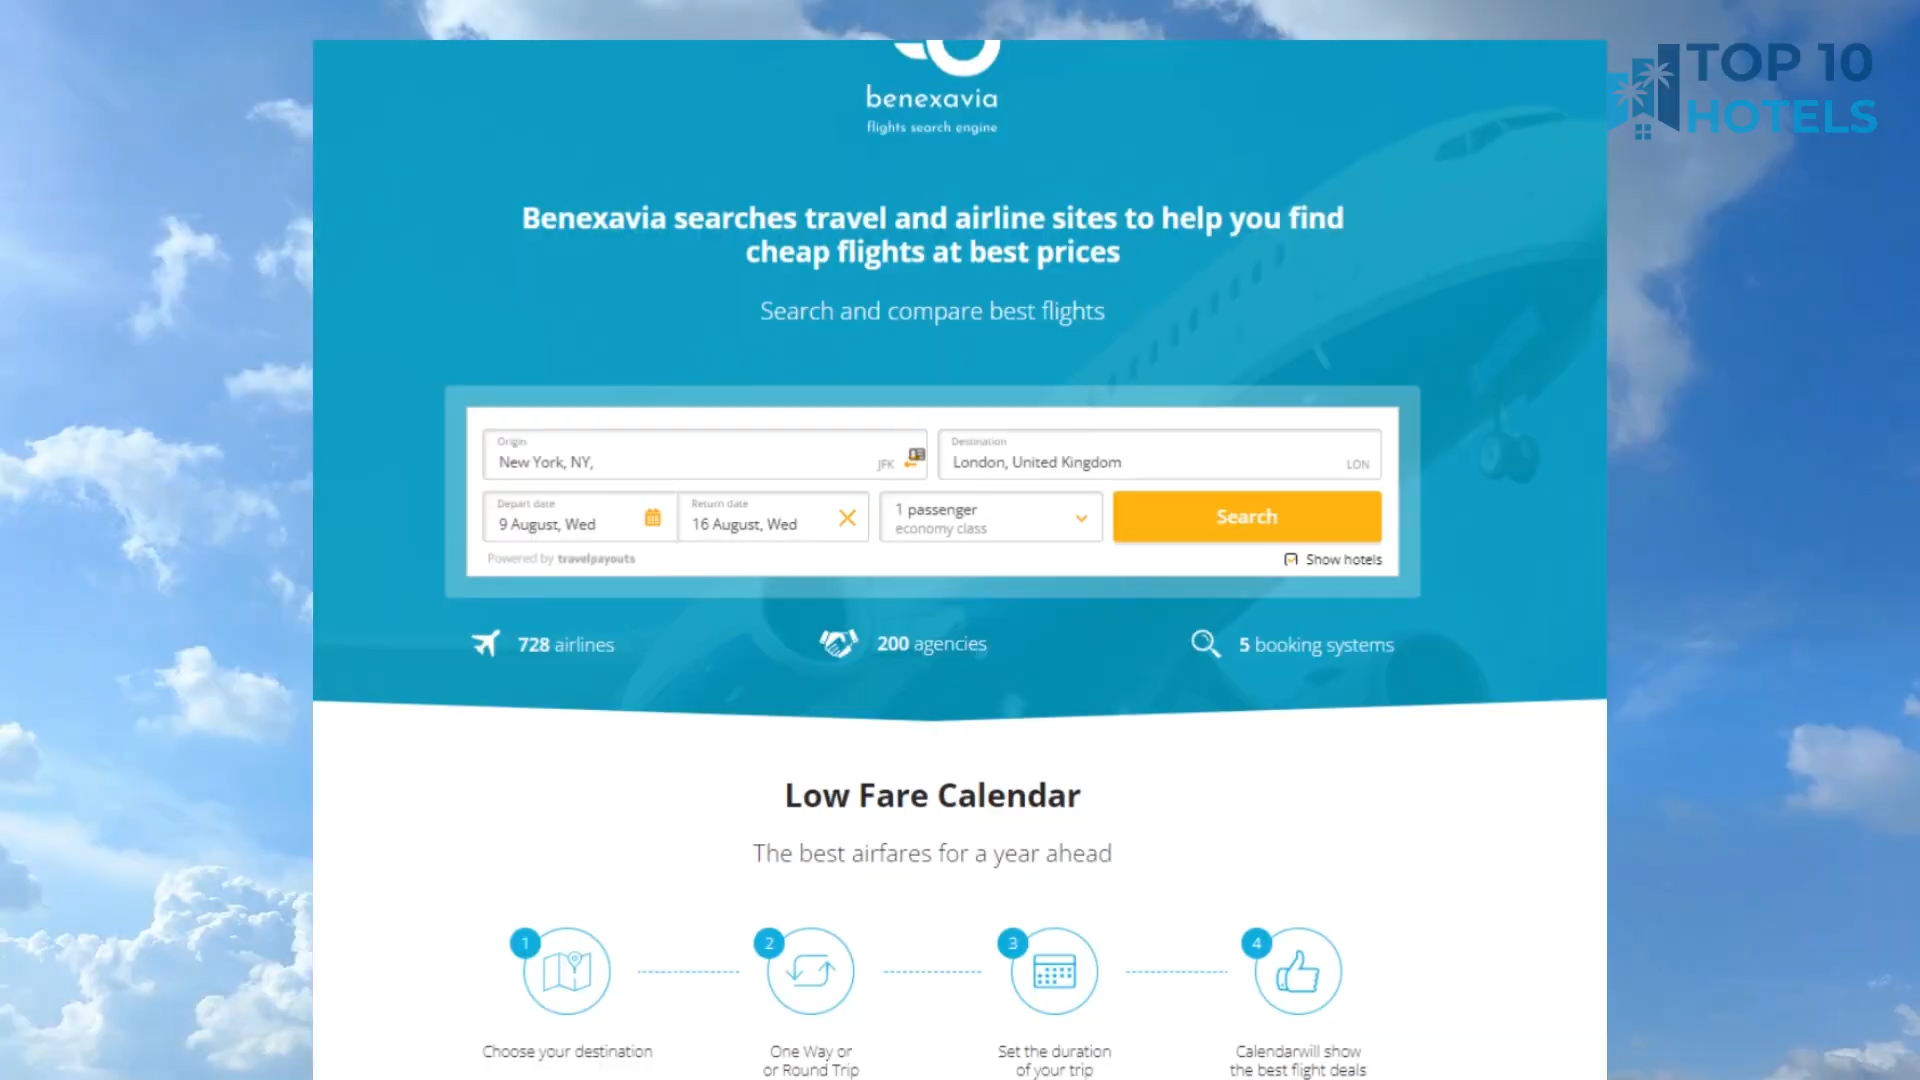 TOP 10
HOTELS
benexavia
flights search engine
Benexavia searches travel and airline sites to help you find
cheap flights at best prices
Search and compare best flights
Origin
New York, NY,
JFK
Destination
London, United Kingdom
LON
Depart date
9 August, Wed
Return date
16 August, Wed
1 passenger
economy class
Search
Powered by travelpayouts
Show hotels
728 airlines
200 agencies
5 booking systems
Low Fare Calendar
The best airfares for a year ahead
1
2
3
4
Choose your destination
One Way or
or Round Trip
Set the duration
of your trip
Calendarwill show
the best flight deals